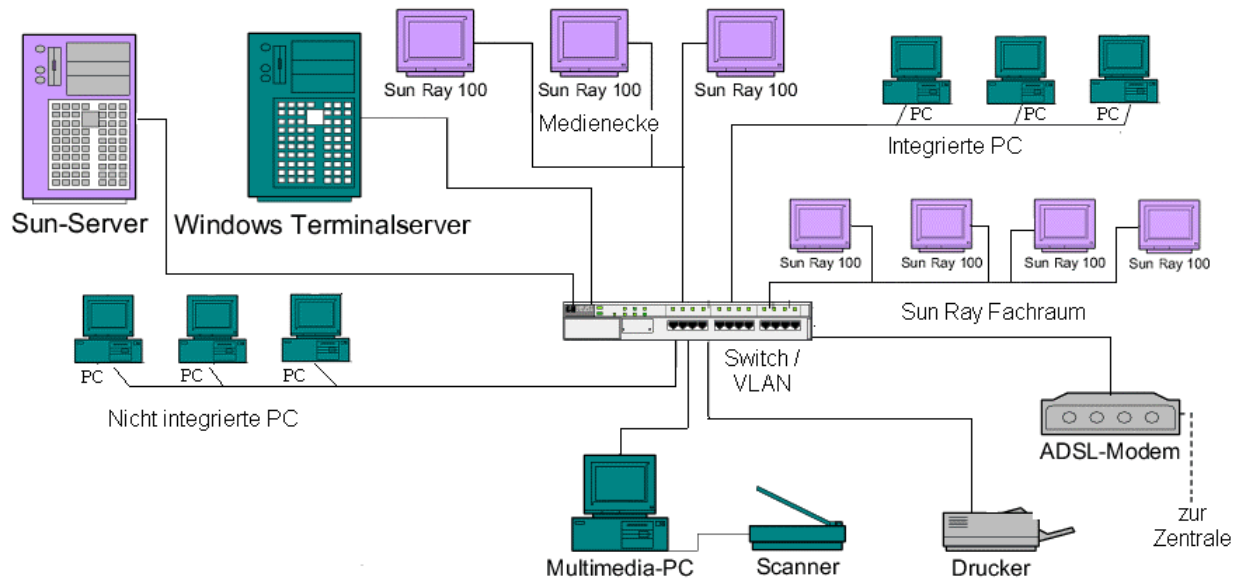 Sun Ray 100
Sun Ray 100
Sun Ray 100
Medienecke
PC
PC
PC
Integrierte PC
Sun-Server
Windows Terminalserver
Sun Ray 100
Sun Ray 100
Sun Ray 100
Sun Ray 100
Sun Ray Fachraum
Switch /
VLAN
PC
PC
PC
Nicht integrierte PC
ADSL-Modem
zur
Zentrale
Multimedia-PC
Scanner
Drucker